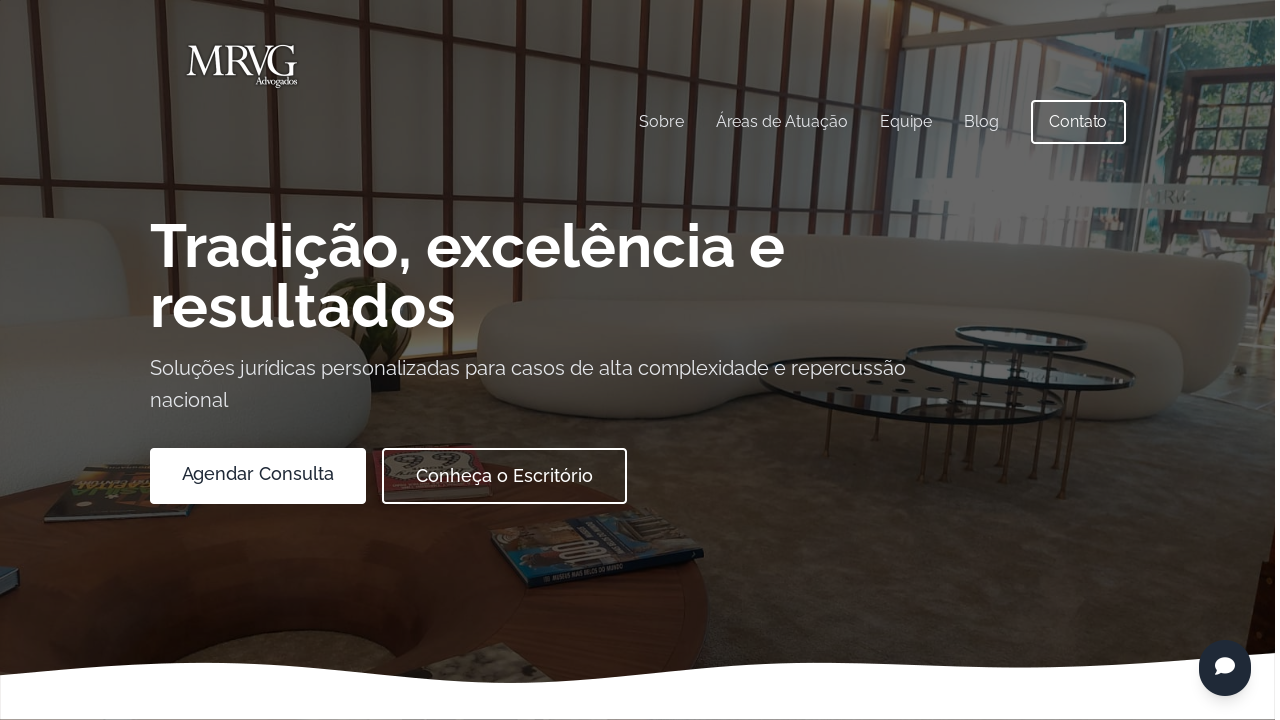 MRVG
Advogados
Sobre
Áreas de Atuação
Equipe
Blog
Contato
MRVG
Tradição, excelência e
resultados
Soluções jurídicas personalizadas para casos de alta complexidade e repercussão
nacional
Agendar Consulta
Conheça o Escritório